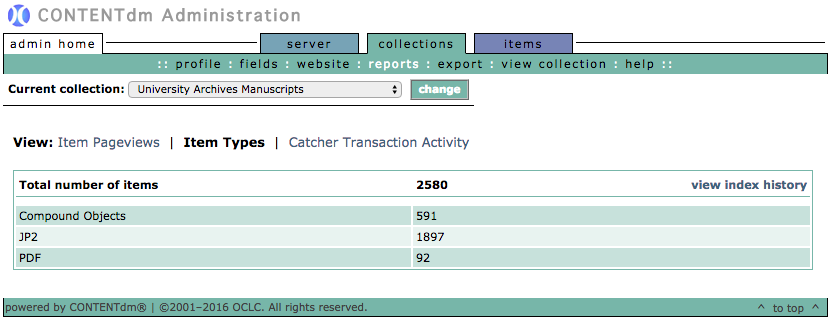 CONTENTdm Administration
admin home server collections items
:: profile : fields : website : reports : export : view collection : help ::
Current collection: University Archives Manuscripts change
View: Item Pageviews | Item Types | Catcher Transaction Activity
Total number of items 2580 view index history
Compound Objects 591
JP2 1897
PDF 92
powered by CONTENTdm® | ©2001–2016 OCLC. All rights reserved. ^ to top ^